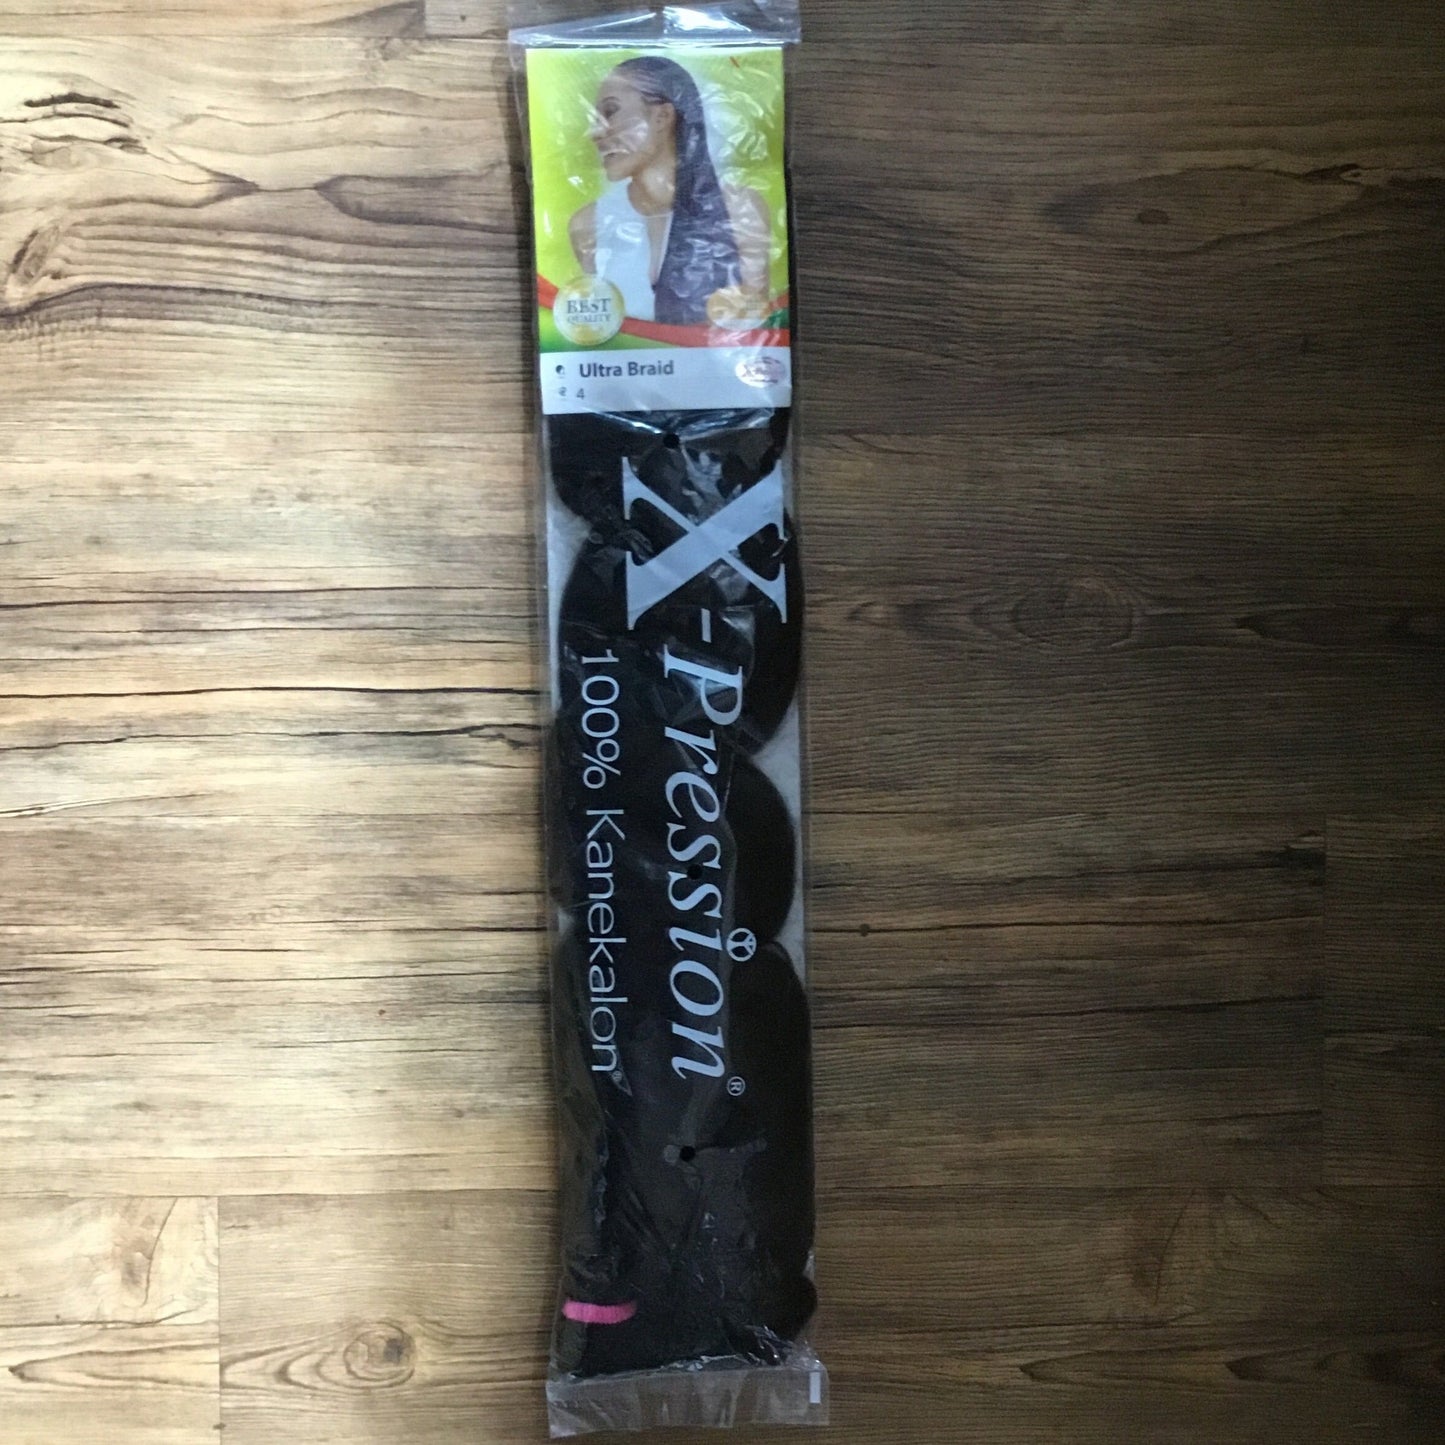 BEST
QUALITY
Ultra Braid
4
X-Pression®
100% Kanekalon®